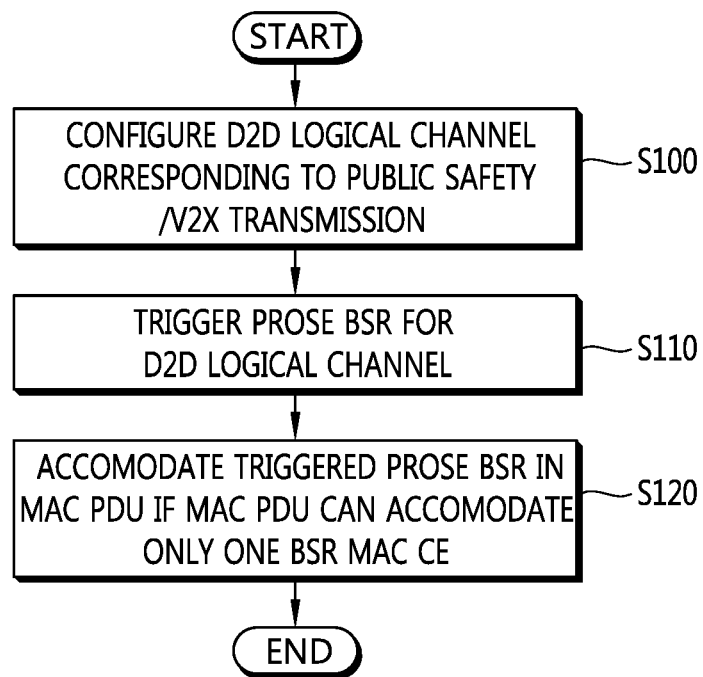 START
CONFIGURE D2D LOGICAL CHANNEL
CORRESPONDING TO PUBLIC SAFETY
/V2X TRANSMISSION
S100
TRIGGER PROSE BSR FOR
D2D LOGICAL CHANNEL
S110
ACCOMODATE TRIGGERED PROSE BSR IN
MAC PDU IF MAC PDU CAN ACCOMODATE
ONLY ONE BSR MAC CE
S120
END